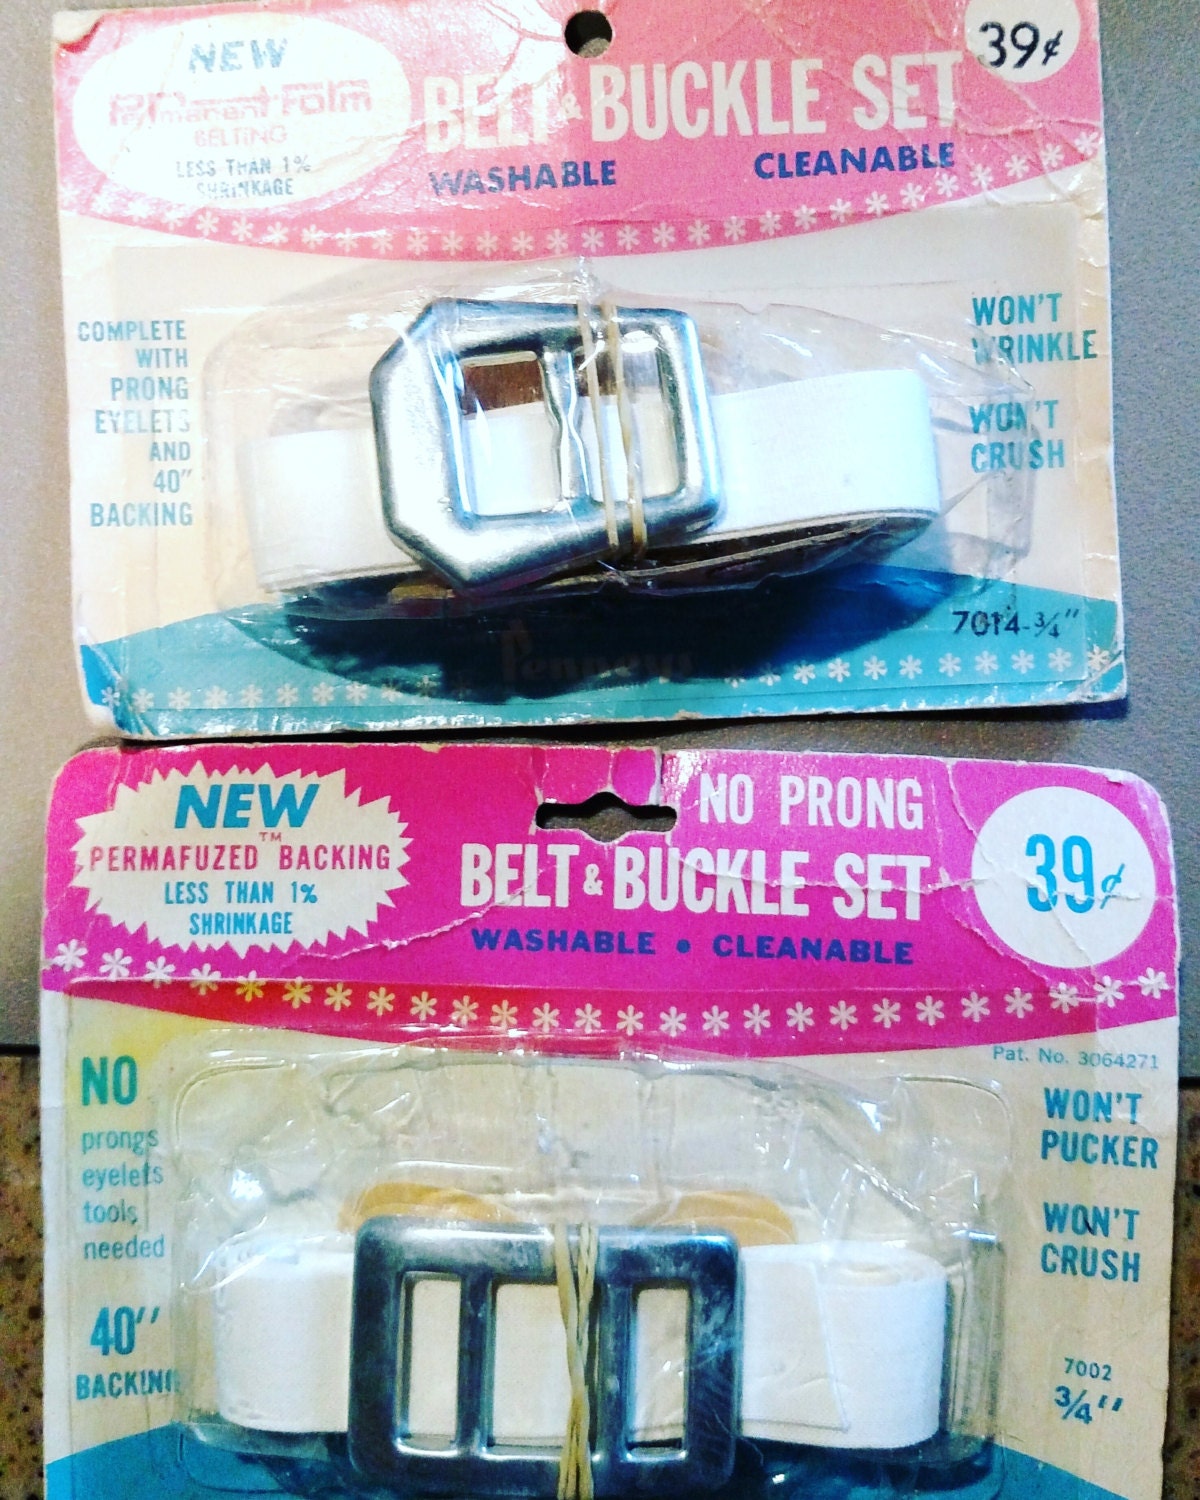 NEW
Permanent Form
BELTING
LESS THAN 1%
SHRINKAGE
BELT & BUCKLE SET
WASHABLE CLEANABLE
39¢
COMPLETE
WITH
PRONG
EYELETS
AND
40"
BACKING
WON'T
WRINKLE
WON'T
CRUSH
7014-3/4"
Penneys
NEW
PERMAFUZED™ BACKING
LESS THAN 1%
SHRINKAGE
NO PRONG
BELT & BUCKLE SET
WASHABLE • CLEANABLE
39¢
Pat. No. 3064271
NO
prongs
eyelets
tools
needed
40"
BACKING
WON'T
PUCKER
WON'T
CRUSH
7002
3/4"